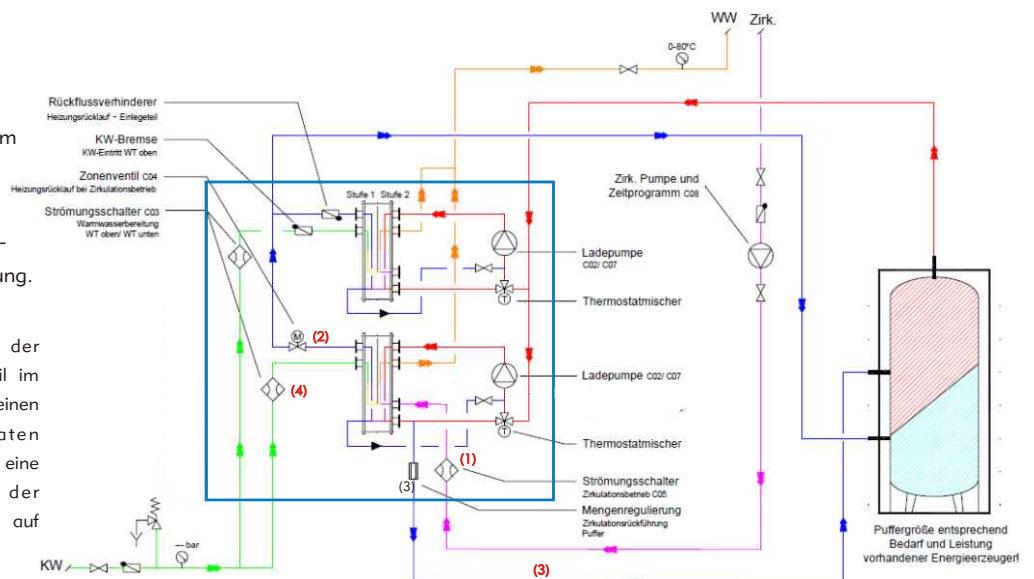 WW Zirk.
0-80°C
m
-
ung.
der
il im
einen
aten
eine
der
auf
Rückflussverhinderer
Heizungsrücklauf - Einlegeteil
KW-Bremse
KW-Eintritt WT oben
Zonenventil C04
Heizungsrücklauf bei Zirkulationsbetrieb
Strömungsschalter C03
Warmwasserbereitung
WT oben/ WT unten
Stufe 1 Stufe 2
Zirk. Pumpe und
Zeitprogramm C08
Ladepumpe
C02/ C07
T
Thermostatmischer
M
(2)
(4)
Ladepumpe C02/ C07
T
Thermostatmischer
(1)
(3)
Strömungsschalter
Zirkulationsbetrieb C05
Mengenregulierung
Zirkulationsrückführung
Puffer
(3)
—bar
KW
Puffergröße entsprechend
Bedarf und Leistung
vorhandener Energieerzeuger!